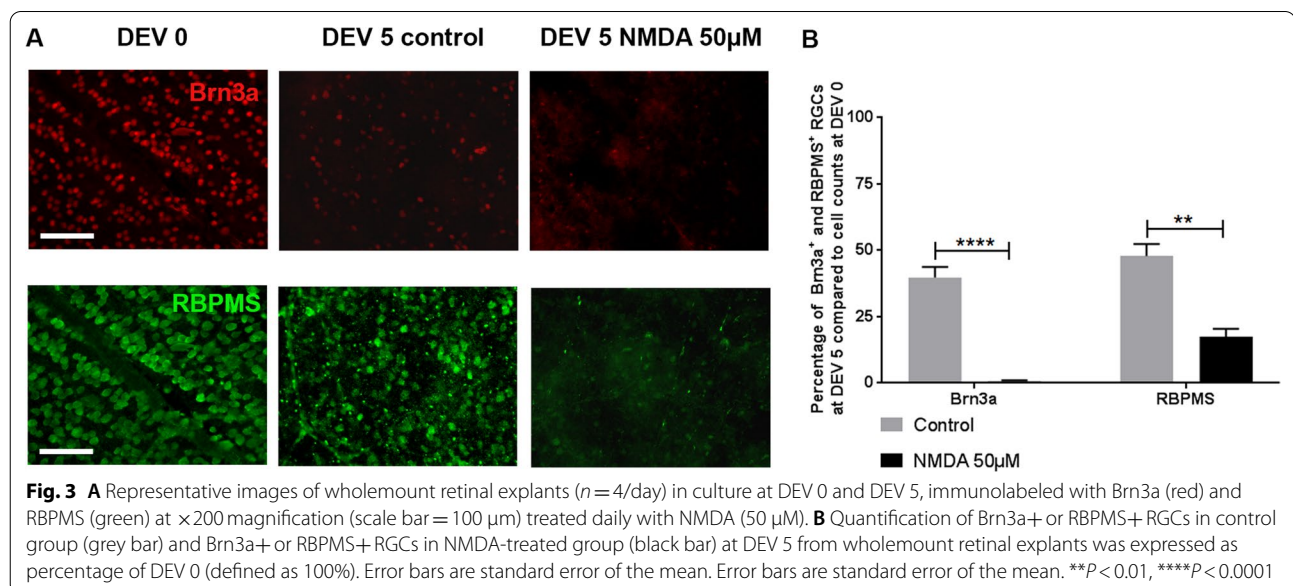 A
DEV 0
DEV 5 control
DEV 5 NMDA 50µM
Brn3a
RBPMS
B
Percentage of Brn3a⁺ and RBPMS⁺ RGCs
at DEV 5 compared to cell counts at DEV 0
100
75
50
25
0
****
**
Brn3a
RBPMS
Control
NMDA 50µM
Fig. 3 A Representative images of wholemount retinal explants (n = 4/day) in culture at DEV 0 and DEV 5, immunolabeled with Brn3a (red) and
RBPMS (green) at ×200 magnification (scale bar = 100 µm) treated daily with NMDA (50 µM). B Quantification of Brn3a+ or RBPMS+ RGCs in control
group (grey bar) and Brn3a+ or RBPMS+ RGCs in NMDA-treated group (black bar) at DEV 5 from wholemount retinal explants was expressed as
percentage of DEV 0 (defined as 100%). Error bars are standard error of the mean. Error bars are standard error of the mean. **P < 0.01, ****P < 0.0001